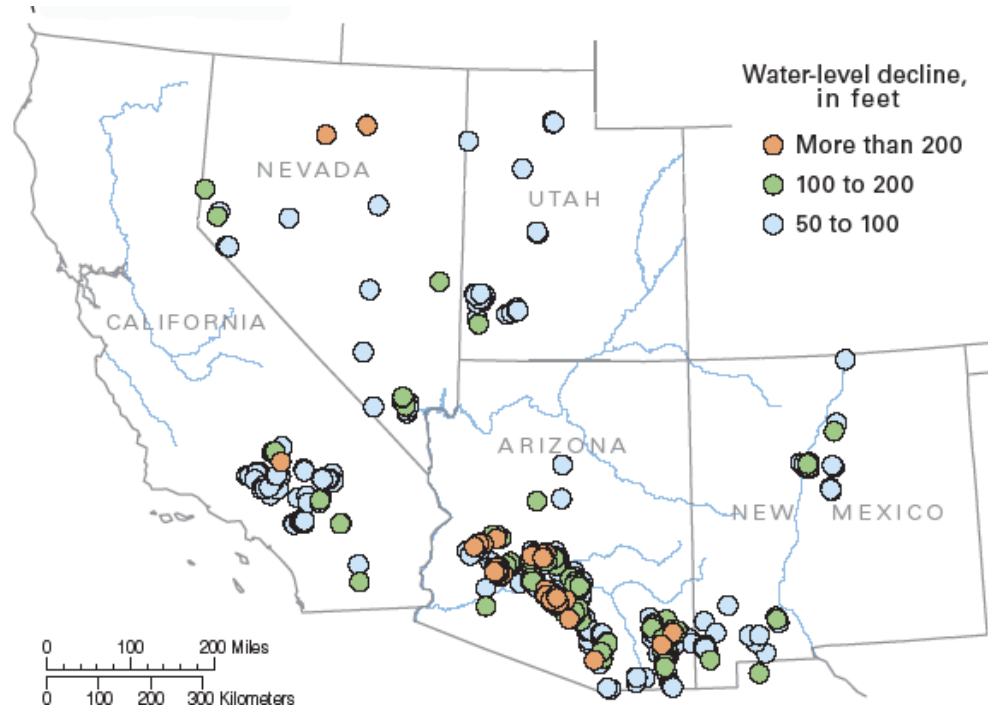 Water-level decline,
in feet
More than 200
100 to 200
50 to 100
NEVADA
UTAH
CALIFORNIA
ARIZONA
NEW MEXICO
0 100 200 Miles
0 100 200 300 Kilometers